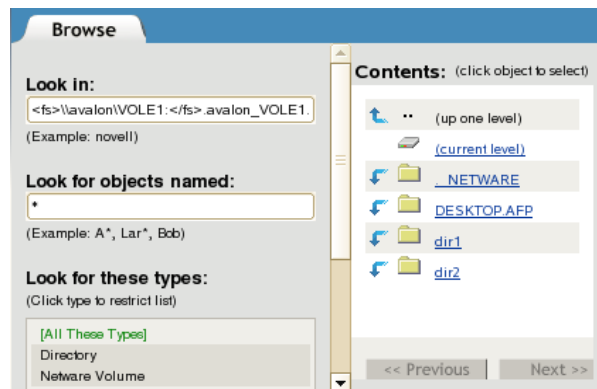 Browse
Look in:
<fs>\\avalon\VOLE1:</fs>.avalon_VOLE1.
(Example: novell)
Look for objects named:
*
(Example: A*, Lar*, Bob)
Look for these types:
(Click type to restrict list)
[All These Types]
Directory
Netware Volume
Contents: (click object to select)
.. (up one level)
(current level)
._NETWARE
DESKTOP.AFP
dir1
dir2
<< Previous
Next >>